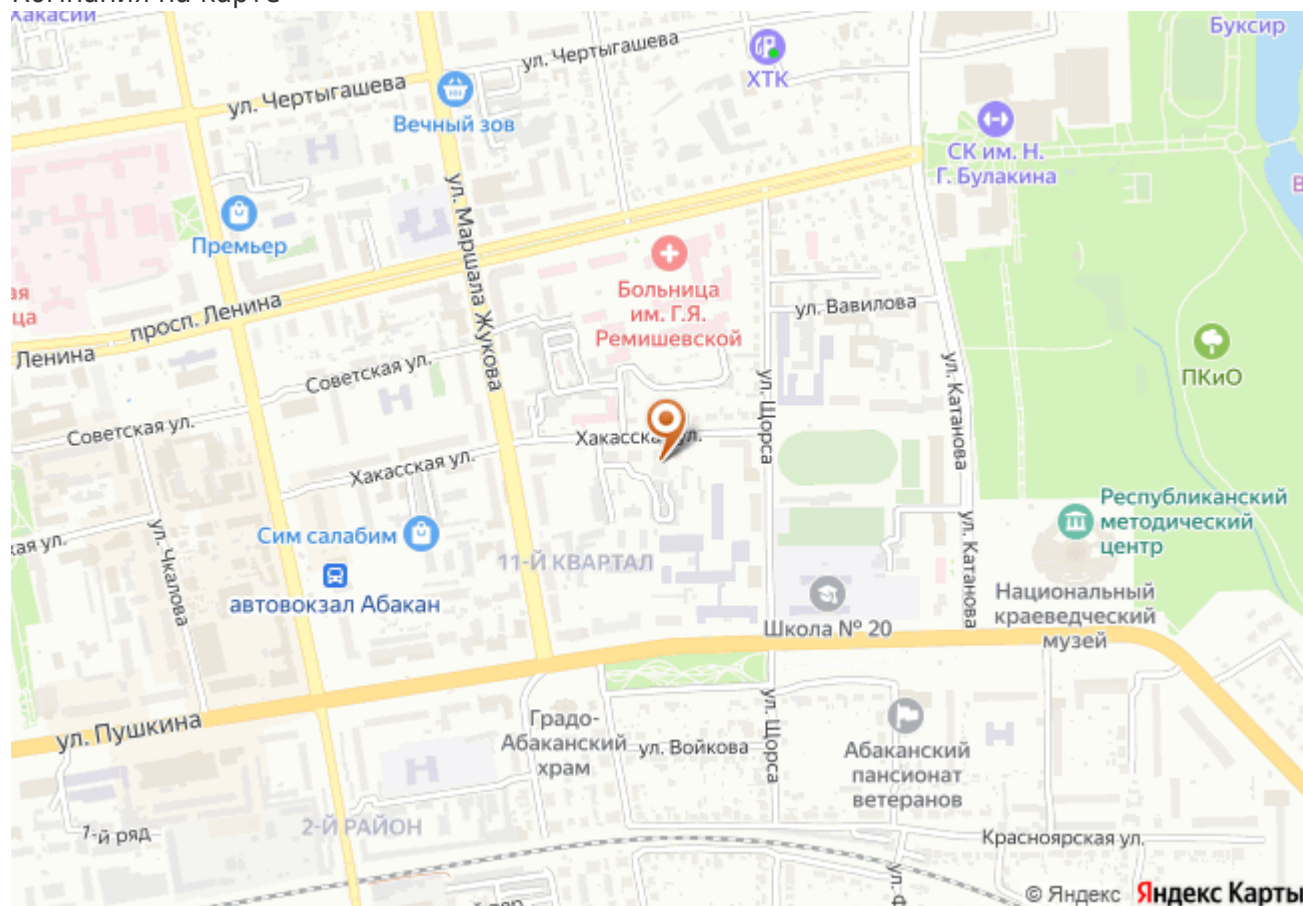 Компания на карте
Хакасии
Буксир
ул. Чертыгашева
ХТК
ул. Чертыгашева
Вечный зов
СК им. Н.
Г. Булакина
ул. Маршала Жукова
Премьер
Больница
им. Г.Я.
Ремишевской
ул. Вавилова
просп. Ленина
Ленина
ПКиО
ул. Катанова
Советская ул.
ул. Щорса
Советская ул.
Хакасская ул.
Хакасская ул.
Республиканский
методический
центр
ул. Чкалова
Сим салабим
ул. Катанова
11-Й КВАРТАЛ
автовокзал Абакан
Национальный
краеведческий
музей
Школа № 20
ул. Пушкина
ул. Щорса
Градо-
Абаканский
храм
ул. Войкова
Абаканский
пансионат
ветеранов
7-й ряд
2-Й РАЙОН
Красноярская ул.
© Яндекс Яндекс Карты